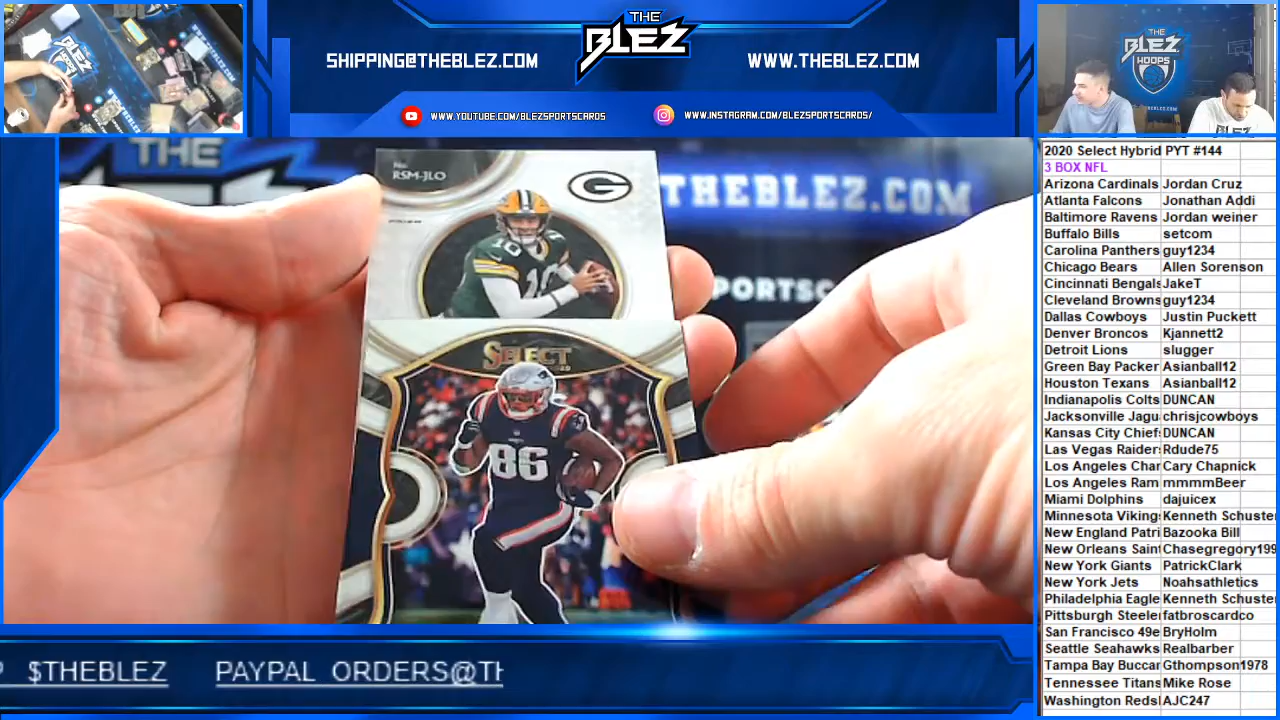 THE
BLEZ
SHIPPING@THEBLEZ.COM
WWW.THEBLEZ.COM
WWW.YOUTUBE.COM/BLEZSPORTSCARDS
WWW.INSTAGRAM.COM/BLEZSPORTSCARDS/
THE
BLEZ
HOOPS
THE
THEBLEZ.COM
No.
RSM-JLO
G
10
SELECT
86
2020 Select Hybrid PYT #144
3 BOX NFL
Arizona Cardinals Jordan Cruz
Atlanta Falcons Jonathan Addi
Baltimore Ravens Jordan weiner
Buffalo Bills setcom
Carolina Panthers guy1234
Chicago Bears Allen Sorenson
Cincinnati Bengals JakeT
Cleveland Browns guy1234
Dallas Cowboys Justin Puckett
Denver Broncos Kjannett2
Detroit Lions slugger
Green Bay Packer Asianball12
Houston Texans Asianball12
Indianapolis Colts DUNCAN
Jacksonville Jagu chrisjcowboys
Kansas City Chief DUNCAN
Las Vegas Raider Rdude75
Los Angeles Char Cary Chapnick
Los Angeles Ram mmmmBeer
Miami Dolphins dajuicex
Minnesota Viking Kenneth Schuster
New England Patri Bazooka Bill
New Orleans Saint Chasegregory199
New York Giants PatrickClark
New York Jets Noahsathletics
Philadelphia Eagle Kenneth Schuster
Pittsburgh Steeler fatbroscardco
San Francisco 49e BryHolm
Seattle Seahawks Realbarber
Tampa Bay Buccar Gthompson1978
Tennessee Titans Mike Rose
Washington Reds AJC247
$THEBLEZ PAYPAL ORDERS@TH